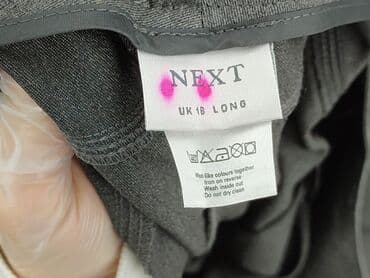 NEXT
UK 18 LONG
Wash like colours together
Iron on reverse
Wash inside out
Do not dry clean